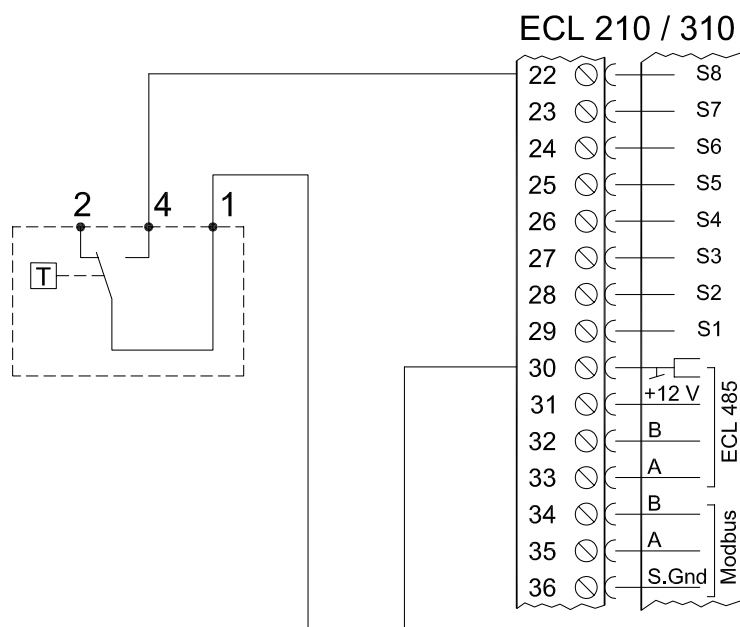 ECL 210 / 310
22 S8
23 S7
24 S6
25 S5
26 S4
27 S3
28 S2
29 S1
30
31 +12 V
32 B
33 A
ECL 485
34 B
35 A
36 S.Gnd
Modbus
2 4 1
T